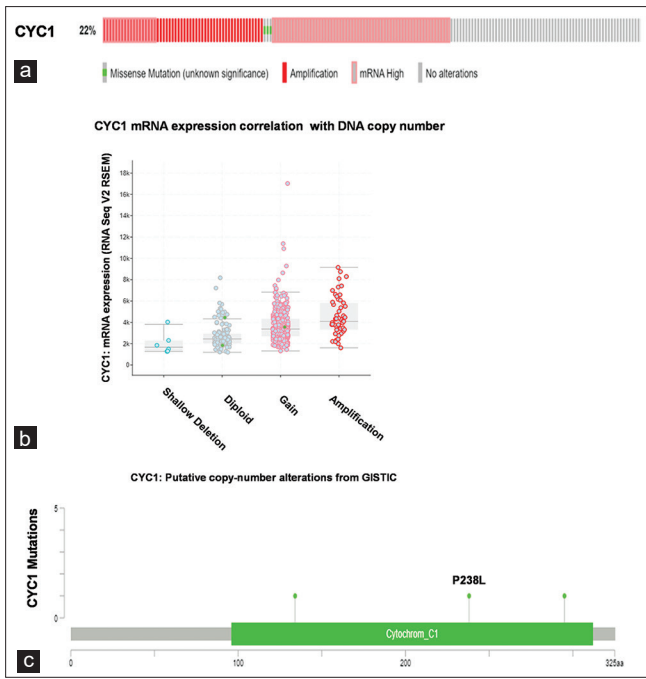 CYC1 22%
a
Missense Mutation (unknown significance) Amplification mRNA High No alterations
CYC1 mRNA expression correlation with DNA copy number
CYC1: mRNA expression (RNA Seq V2 RSEM)
18k
16k
14k
12k
10k
8k
6k
4k
2k
0
Shallow Deletion Diploid Gain Amplification
b
CYC1: Putative copy-number alterations from GISTIC
CYC1 Mutations
5
0
P238L
Cytochrom_C1
0 100 200 325aa
c